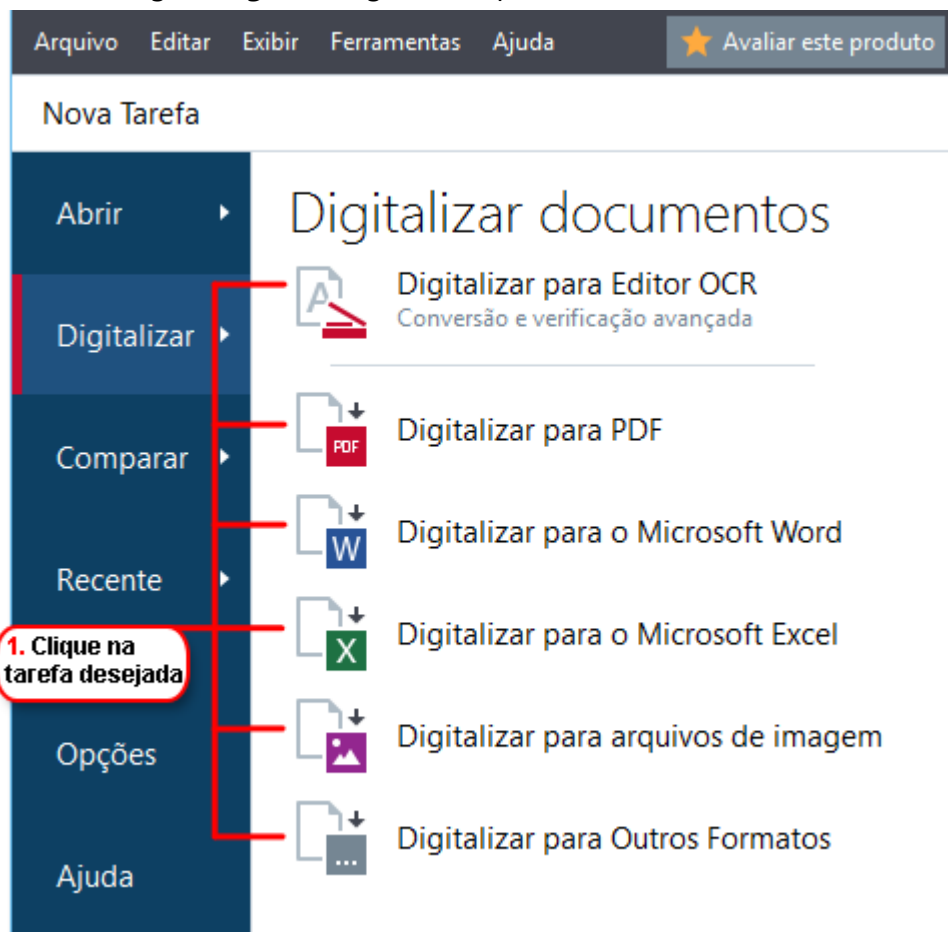 Arquivo Editar Exibir Ferramentas Ajuda Avaliar este produto
Nova Tarefa
Abrir
Digitalizar
Comparar
Recente
1. Clique na
tarefa desejada
Opções
Ajuda
Digitalizar documentos
Digitalizar para Editor OCR
Conversão e verificação avançada
PDF
Digitalizar para PDF
W
Digitalizar para o Microsoft Word
X
Digitalizar para o Microsoft Excel
Digitalizar para arquivos de imagem
...
Digitalizar para Outros Formatos